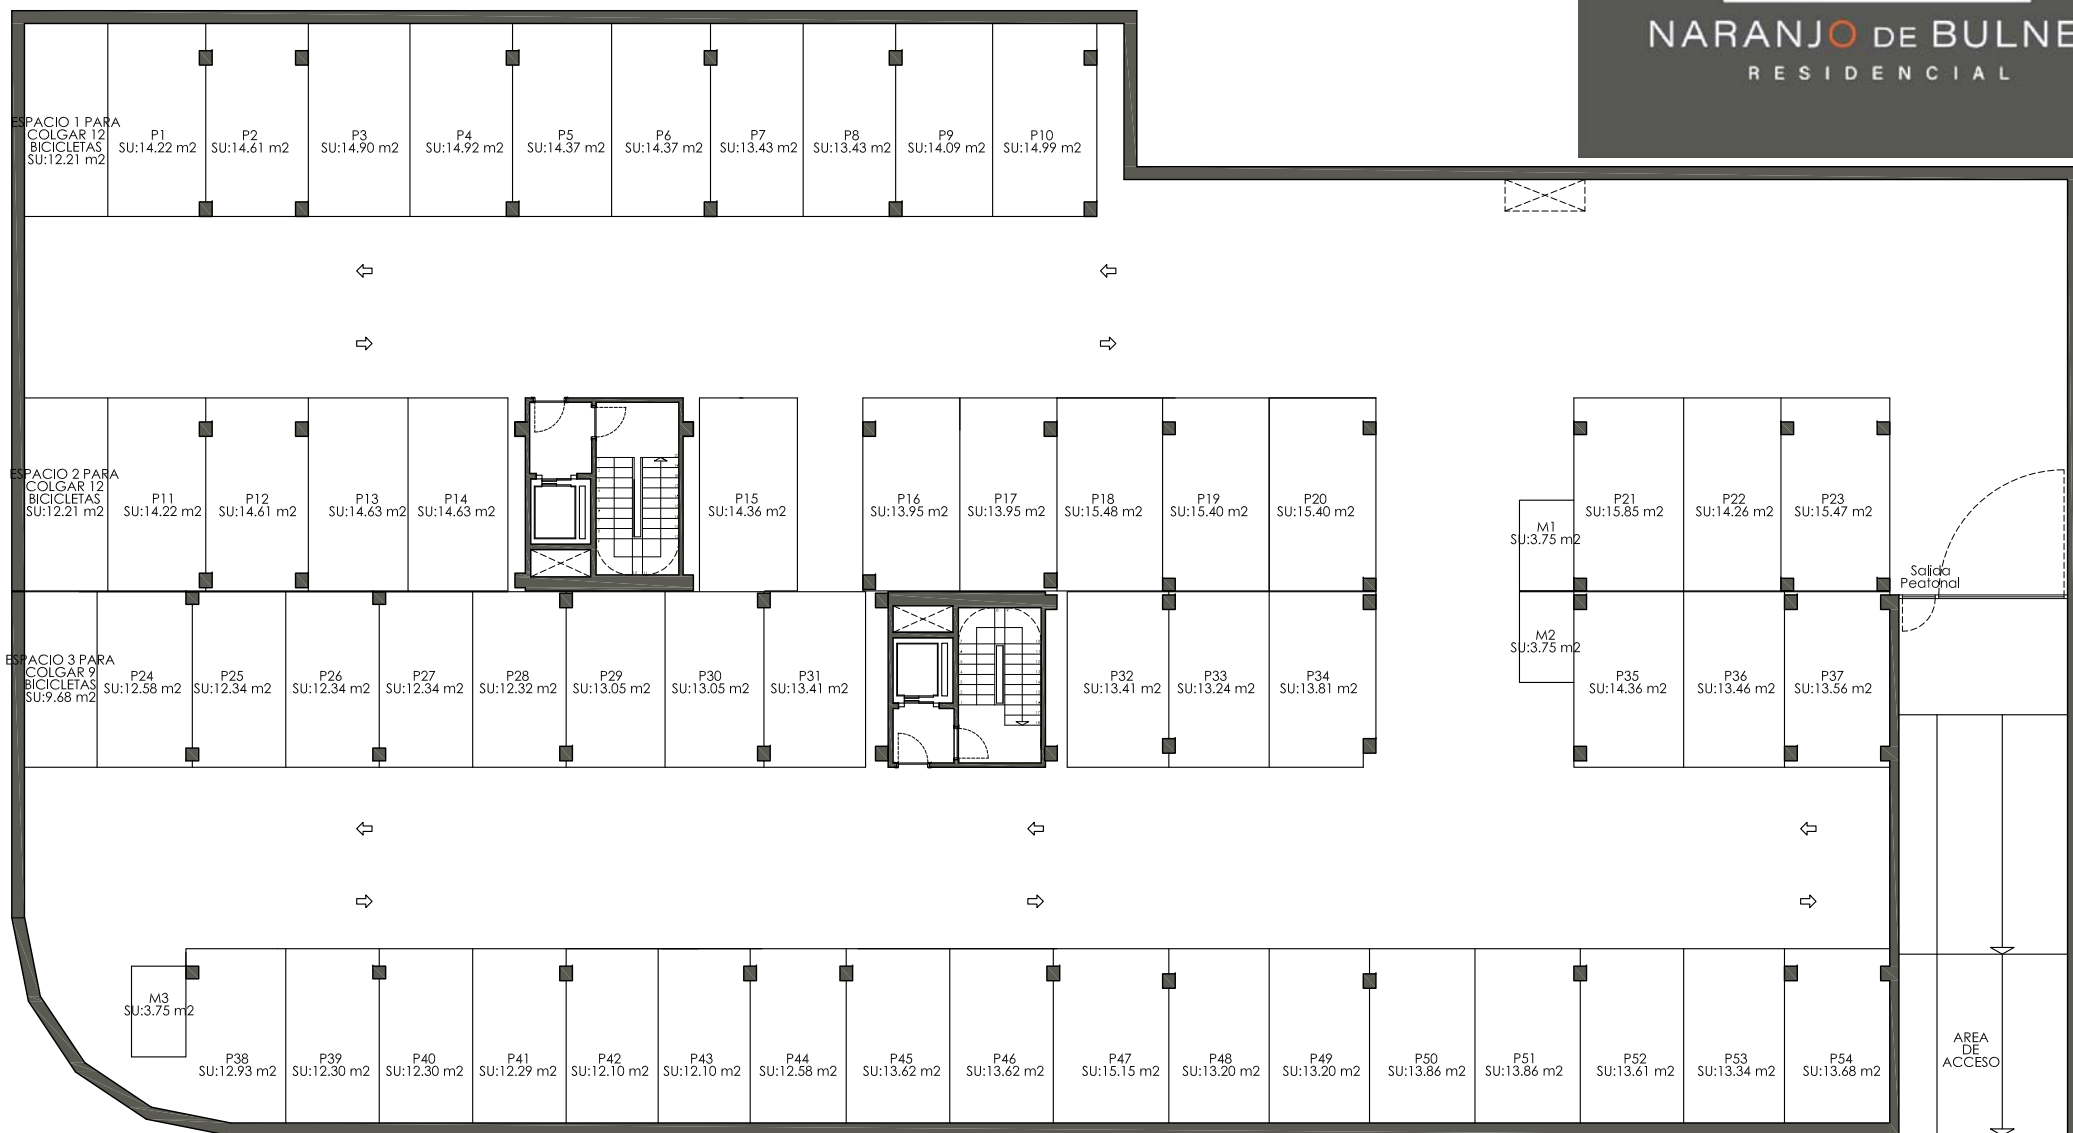 NARANJO DE BULNE
RESIDENCIAL
ESPACIO 1 PARA
COLGAR 12
BICICLETAS
SU:12.21 m2
P1
SU:14.22 m2
P2
SU:14.61 m2
P3
SU:14.90 m2
P4
SU:14.92 m2
P5
SU:14.37 m2
P6
SU:14.37 m2
P7
SU:13.43 m2
P8
SU:13.43 m2
P9
SU:14.09 m2
P10
SU:14.99 m2
ESPACIO 2 PARA
COLGAR 12
BICICLETAS
SU:12.21 m2
P11
SU:14.22 m2
P12
SU:14.61 m2
P13
SU:14.63 m2
P14
SU:14.63 m2
P15
SU:14.36 m2
P16
SU:13.95 m2
P17
SU:13.95 m2
P18
SU:15.48 m2
P19
SU:15.40 m2
P20
SU:15.40 m2
M1
SU:3.75 m2
P21
SU:15.85 m2
P22
SU:14.26 m2
P23
SU:15.47 m2
Salida
Peatonal
ESPACIO 3 PARA
COLGAR 9
BICICLETAS
SU:9.68 m2
P24
SU:12.58 m2
P25
SU:12.34 m2
P26
SU:12.34 m2
P27
SU:12.34 m2
P28
SU:12.32 m2
P29
SU:13.05 m2
P30
SU:13.05 m2
P31
SU:13.41 m2
P32
SU:13.41 m2
P33
SU:13.24 m2
P34
SU:13.81 m2
M2
SU:3.75 m2
P35
SU:14.36 m2
P36
SU:13.46 m2
P37
SU:13.56 m2
M3
SU:3.75 m2
P38
SU:12.93 m2
P39
SU:12.30 m2
P40
SU:12.30 m2
P41
SU:12.29 m2
P42
SU:12.10 m2
P43
SU:12.10 m2
P44
SU:12.58 m2
P45
SU:13.62 m2
P46
SU:13.62 m2
P47
SU:15.15 m2
P48
SU:13.20 m2
P49
SU:13.20 m2
P50
SU:13.86 m2
P51
SU:13.86 m2
P52
SU:13.61 m2
P53
SU:13.34 m2
P54
SU:13.68 m2
AREA
DE
ACCESO